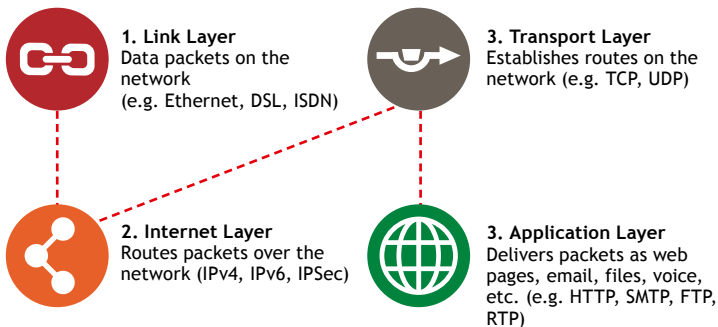 1. Link Layer
Data packets on the
network
(e.g. Ethernet, DSL, ISDN)
2. Internet Layer
Routes packets over the
network (IPv4, IPv6, IPSec)
3. Transport Layer
Establishes routes on the
network (e.g. TCP, UDP)
3. Application Layer
Delivers packets as web
pages, email, files, voice,
etc. (e.g. HTTP, SMTP, FTP,
RTP)